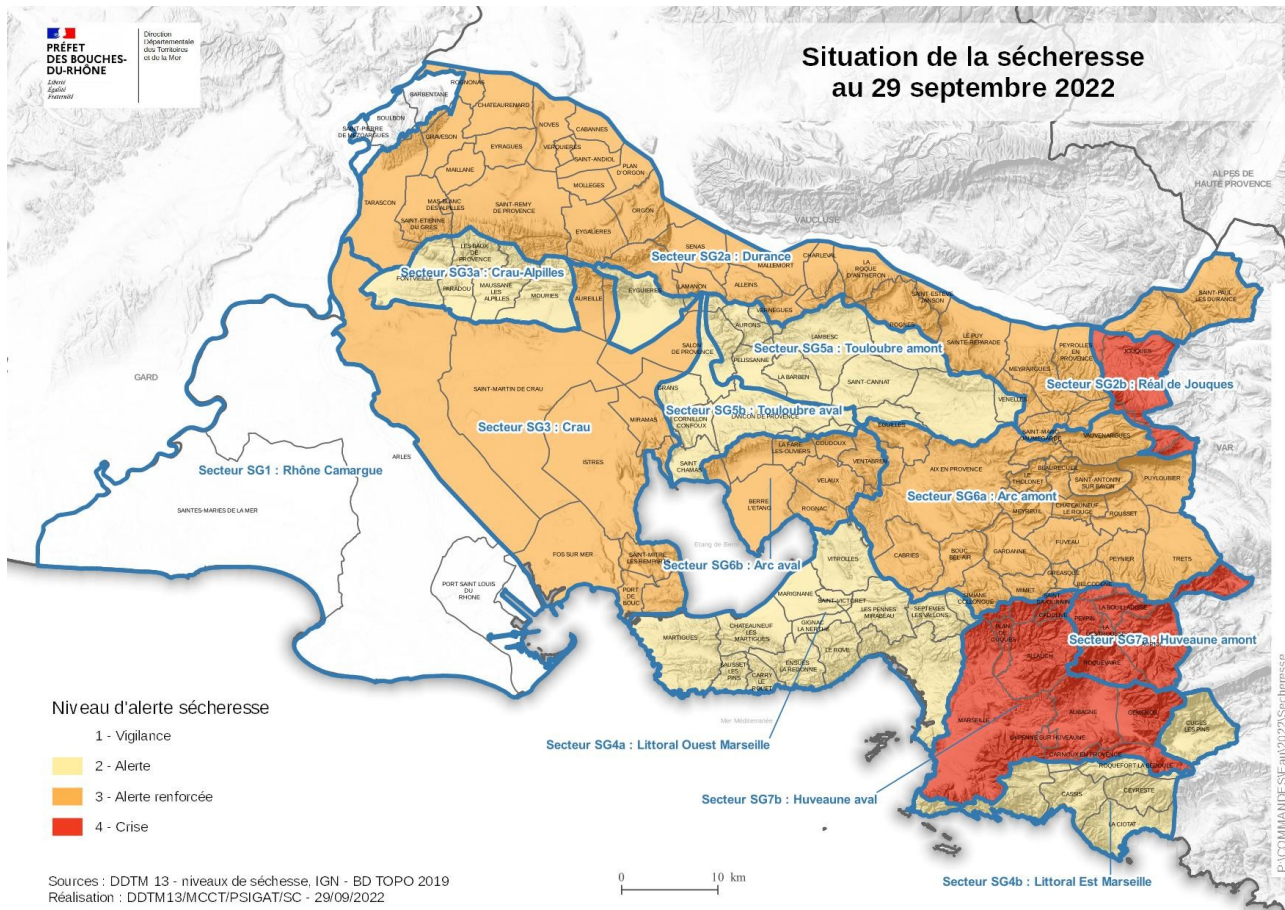 PRÉFET
DES BOUCHES-
DU-RHÔNE
Liberté
Égalité
Fraternité
Direction
Départementale
des Territoires
et de la Mer
Situation de la sécheresse
au 29 septembre 2022
ROGNONAS
BARBENTANE
CHATEAURENARD
BOULBON
SAINT-PIERRE
DE MEZOARGUES
NOVES
CABANNES
GRAVESON
EYRAGUES
VERQUIERES
SAINT-ANDIOL
PLAN
D'ORGON
MAILLANE
MOLLEGES
ALPES DE
HAUTE PROVENCE
TARASCON
MAS-BLANC
DES ALPILLES
SAINT-REMY
DE PROVENCE
ORGON
VAUCLUSE
SAINT-ETIENNE
DU GRES
EYGALIERES
LES BAUX
DE
PROVENCE
SENAS
Secteur SG2a : Durance
MALLEMORT
CHARLEVAL
LA
ROQUE
D'ANTHERON
Secteur SG3a : Crau-Alpilles
FONTVIEILLE
PARADOU
MAUSSANE
LES
ALPILLES
MOURIES
AUREILLE
EYGUIERES
LAMANON
ALLEINS
SAINT-ESTEVE
JANSON
SAINT-PAUL
LES DURANCE
VERNEGUES
AURONS
LAMBESC
ROGNES
LE PUY
SAINTE-REPARADE
SALON
DE PROVENCE
PELISSANNE
Secteur SG5a : Touloubre amont
PEYROLLES
EN
PROVENCE
JOUQUES
MEYRARGUES
GARD
LA BARBEN
SAINT-CANNAT
Secteur SG2b : Réal de Jouques
SAINT-MARTIN DE CRAU
GRANS
VENELLES
Secteur SG5b : Touloubre aval
CORNILLON
CONFOUX
LANCON DE PROVENCE
MIRAMAS
EGUILLES
Secteur SG3 : Crau
SAINT-MARC
JAUMEGARDE
VAUVENARGUES
LA FARE
LES-OLIVIERS
COUDOUX
VAR
ARLES
Secteur SG1 : Rhône Camargue
ISTRES
SAINT
CHAMAS
VENTABREN
AIX EN PROVENCE
BEAURECUEIL
LE
THOLONET
SAINT-ANTONIN
SUR BAYON
PUYLOUBIER
VELAUX
Secteur SG6a : Arc amont
BERRE
L'ETANG
ROGNAC
CHATEAUNEUF
LE ROUGE
MEYREUIL
ROUSSET
SAINTES-MARIES DE LA MER
Etang de Berre
FUVEAU
FOS SUR MER
SAINT-MITRE
LES REMPARTS
Secteur SG6b : Arc aval
VITROLLES
CABRIES
BOUC
BEL AIR
GARDANNE
PEYNIER
TRETS
GREASQUE
BELCODENE
PORT SAINT LOUIS
DU
RHONE
PORT
DE
BOUC
MARIGNANE
SAINT-VICTORET
SIMIANE
COLLONGUE
MIMET
LA BOUILLADISSE
CHATEAUNEUF
LES
MARTIGUES
GIGNAC
LA NERTHE
LES PENNES
MIRABEAU
SEPTEMES
LES VALLONS
PLAN
DE
CUQUES
PEYPIN
MARTIGUES
Secteur SG7a : Huveaune amont
LE ROVE
ALLAUCH
ROQUEVAIRE
SAUSSET
LES
PINS
CARRY
LE
ROUET
ENSUES
LA REDONNE
Mer Méditerranée
MARSEILLE
AUBAGNE
GEMENOS
CUGES
LES PINS
Secteur SG4a : Littoral Ouest Marseille
LA PENNE SUR HUVEAUNE
CARNOUX EN PROVENCE
ROQUEFORT LA BEDOULE
Secteur SG7b : Huveaune aval
CASSIS
CEYRESTE
LA CIOTAT
Secteur SG4b : Littoral Est Marseille
Niveau d'alerte sécheresse
1 - Vigilance
2 - Alerte
3 - Alerte renforcée
4 - Crise
0
10 km
Sources : DDTM 13 - niveaux de séchesse, IGN - BD TOPO 2019
Réalisation : DDTM13/MCCT/PSIGAT/SC - 29/09/2022
P:\COMMANDES\Eau\2022\Secheresse